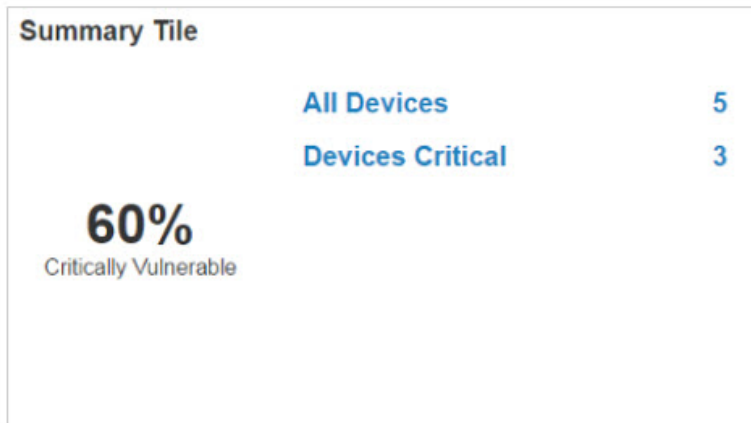 Summary Tile
All Devices 5
Devices Critical 3
60%
Critically Vulnerable